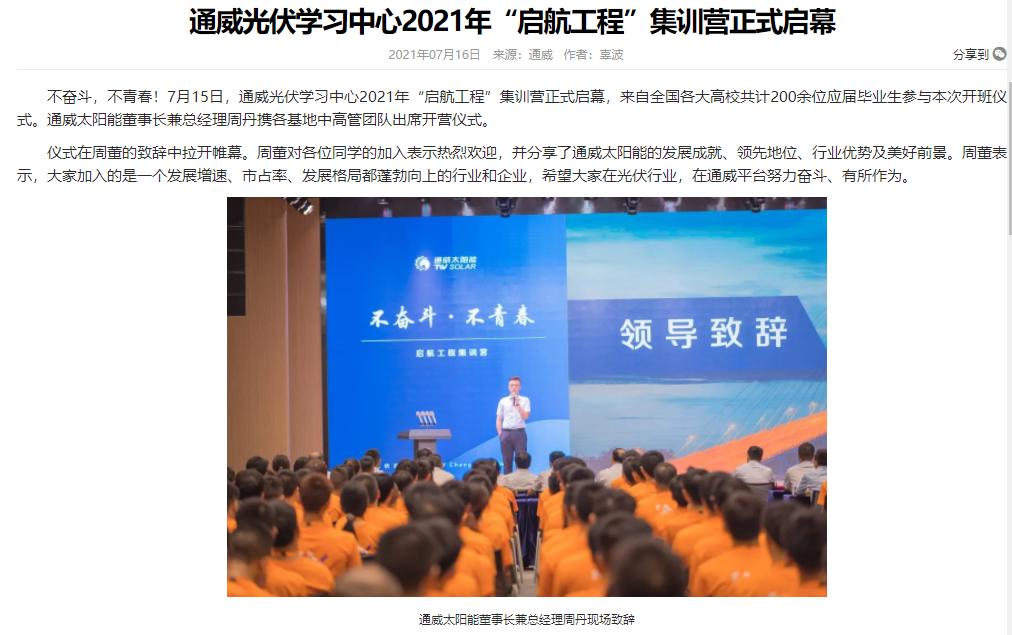 通威光伏学习中心2021年“启航工程”集训营正式启幕
2021年07月16日 来源：通威 作者：辜波
分享到
不奋斗，不青春！7月15日，通威光伏学习中心2021年“启航工程”集训营正式启幕，来自全国各大高校共计200余位应届毕业生参与本次开班仪
式。通威太阳能董事长兼总经理周丹携各基地中高管团队出席开营仪式。
仪式在周董的致辞中拉开帷幕。周董对各位同学的加入表示热烈欢迎，并分享了通威太阳能的发展成就、领先地位、行业优势及美好前景。周董表
示，大家加入的是一个发展增速、市占率、发展格局都蓬勃向上的行业和企业，希望大家在光伏行业，在通威平台努力奋斗、有所作为。
通威太阳能
TW SOLAR
不奋斗·不青春
启航工程集训营
领导致辞
通威太阳能董事长兼总经理周丹现场致辞